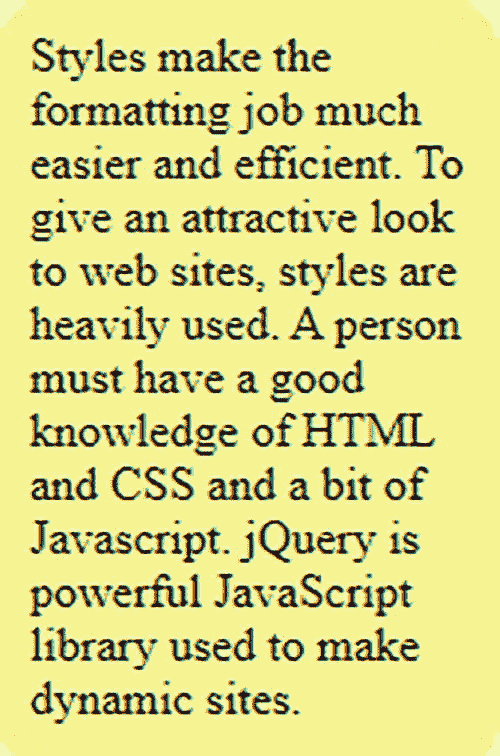 Styles make the
formatting job much
easier and efficient. To
give an attractive look
to web sites, styles are
heavily used. A person
must have a good
knowledge of HTML
and CSS and a bit of
Javascript. jQuery is
powerful JavaScript
library used to make
dynamic sites.